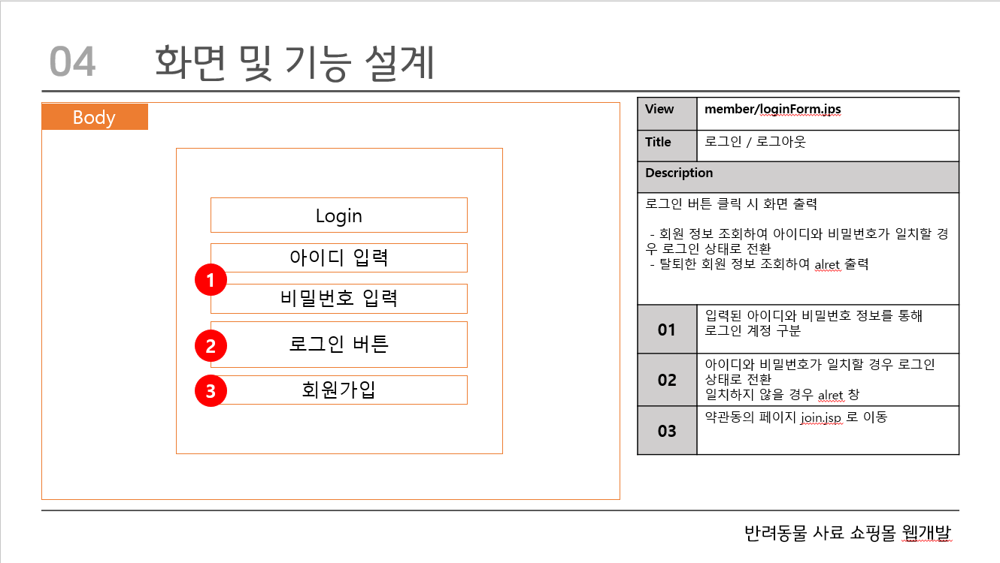 04 화면 및 기능 설계
Body
Login
아이디 입력
1
비밀번호 입력
2
로그인 버튼
3
회원가입
View member/loginForm.jps
Title 로그인 / 로그아웃
Description
로그인 버튼 클릭 시 화면 출력
- 회원 정보 조회하여 아이디와 비밀번호가 일치할 경
우 로그인 상태로 전환
- 탈퇴한 회원 정보 조회하여 alret 출력
01 입력된 아이디와 비밀번호 정보를 통해
로그인 계정 구분
02 아이디와 비밀번호가 일치할 경우 로그인
상태로 전환
일치하지 않을 경우 alret 창
03 약관동의 페이지 join.jsp 로 이동
반려동물 사료 쇼핑몰 웹개발